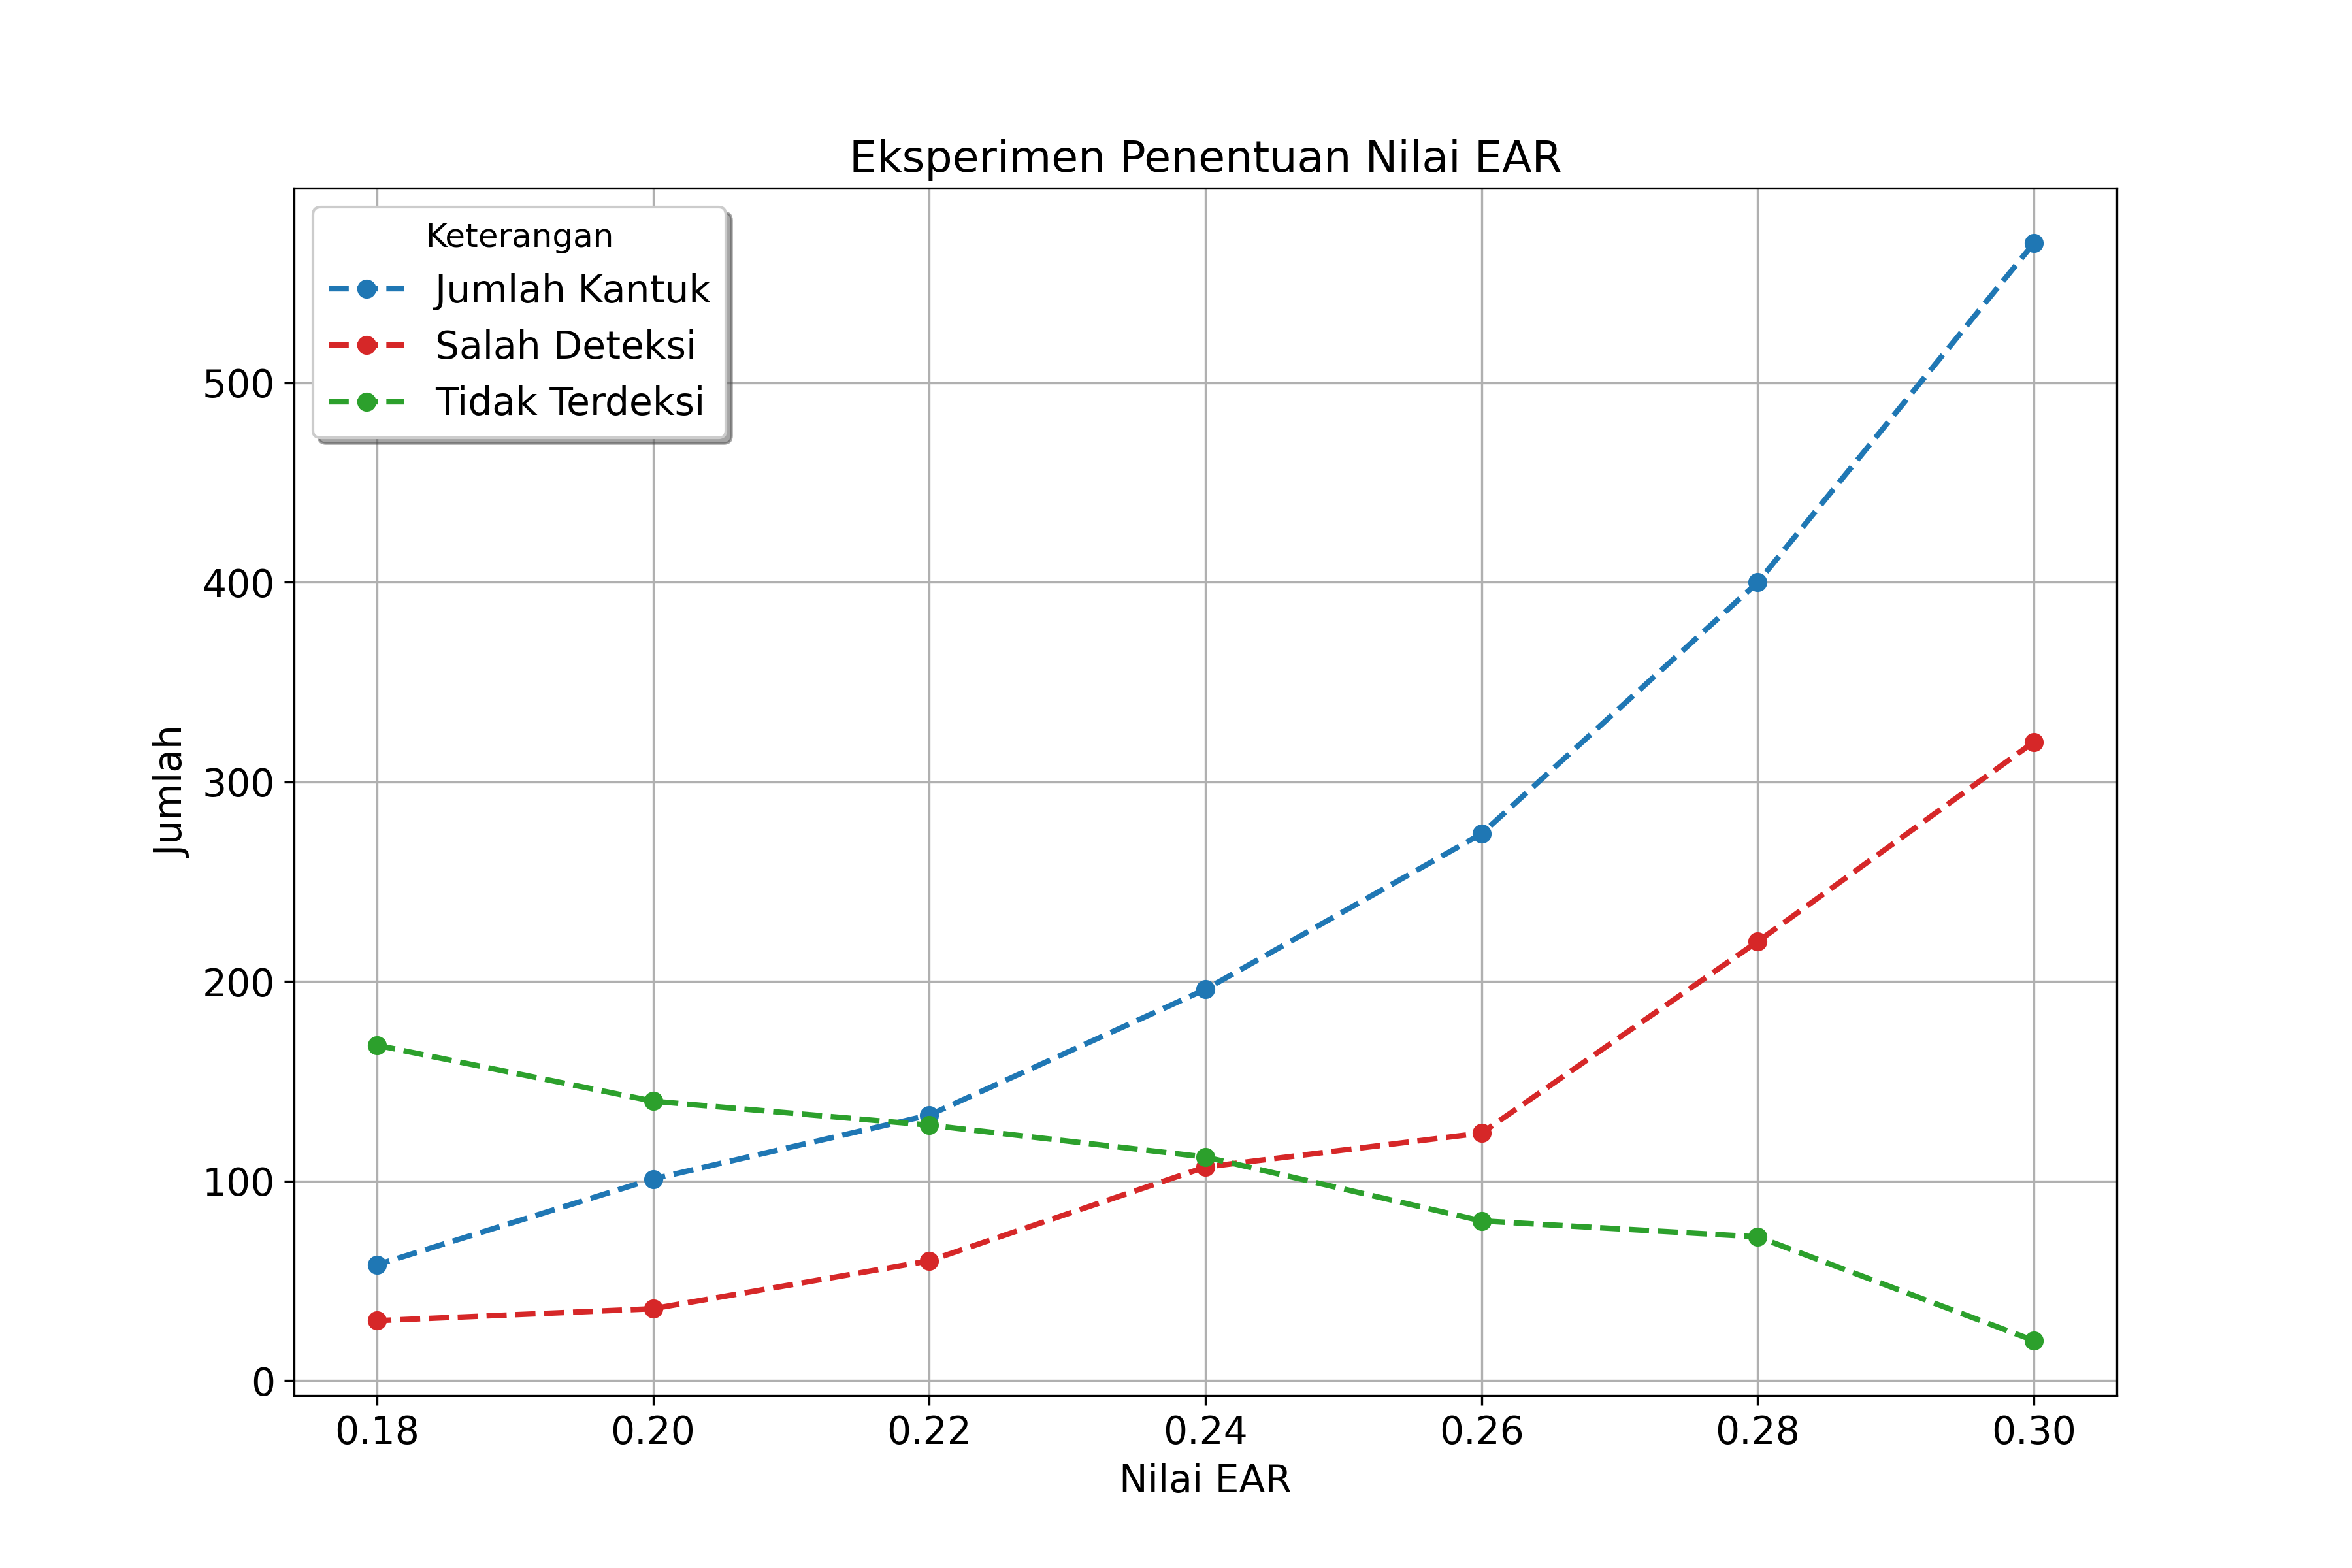 Eksperimen Penentuan Nilai EAR
Keterangan
Jumlah Kantuk
Salah Deteksi
Tidak Terdeksi
500
400
300
200
100
0
Jumlah
0.18 0.20 0.22 0.24 0.26 0.28 0.30
Nilai EAR